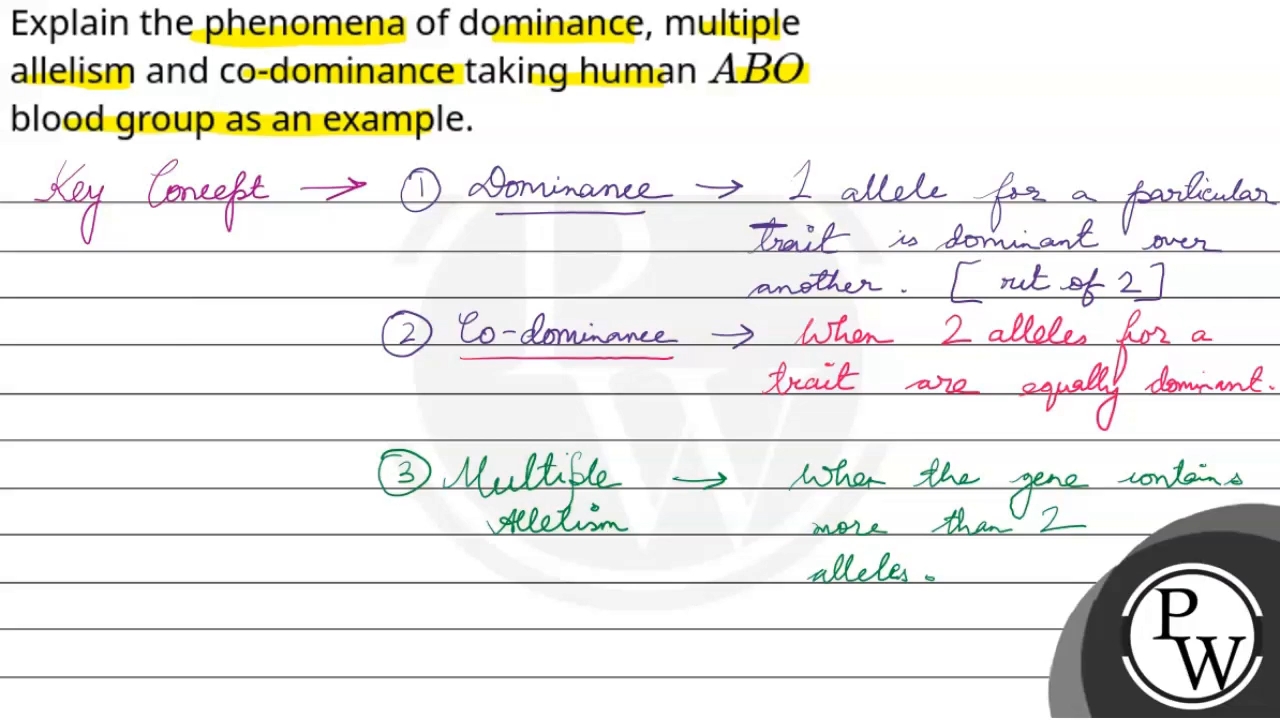 Explain the phenomena of dominance, multiple
allelism and co-dominance taking human ABO
blood group as an example.
Key Concept → ① Dominance → 1 allele for a particular
trait is dominant over
another. [out of 2]
② Co-dominance → When 2 alleles for a
trait are equally dominant.
③ Multiple → When the gene contains
Allelism more than 2
alleles.
P
W